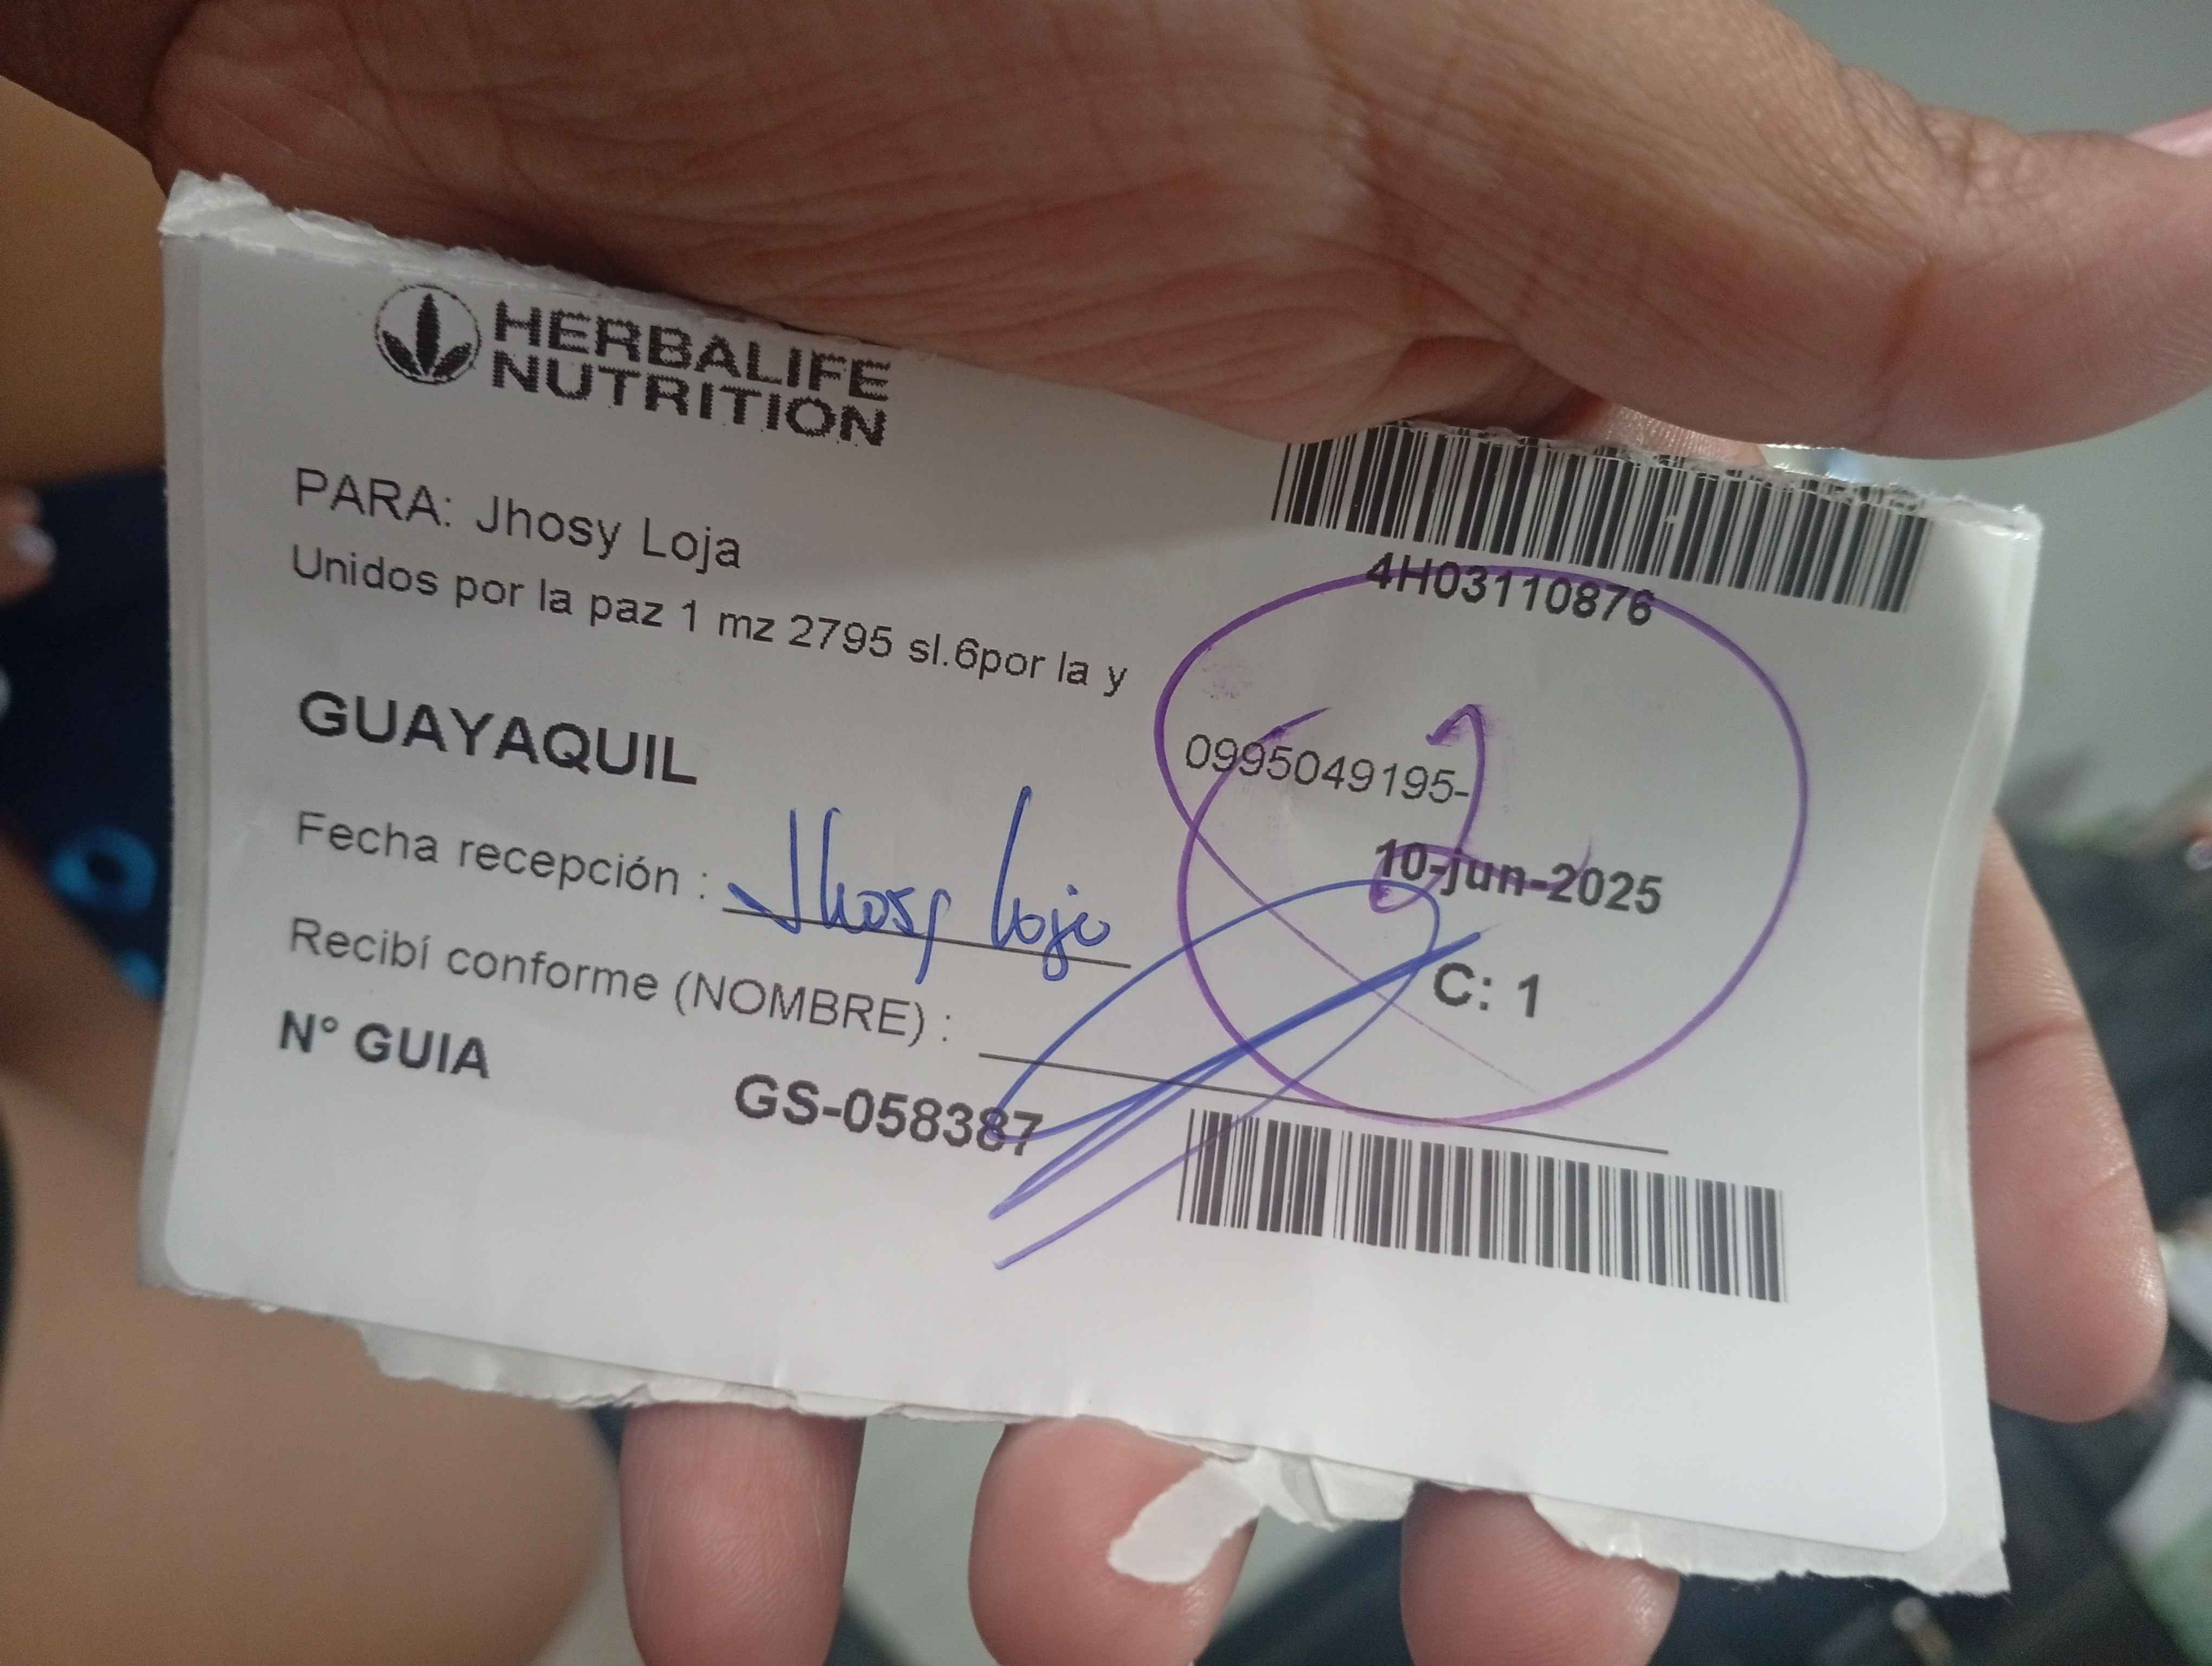 HERBALIFE
NUTRITION
4H03110876
PARA: Jhosy Loja
Unidos por la paz 1 mz 2795 sl.6por la y
0995049195-
GUAYAQUIL
10-jun-2025
Fecha recepción : Jhosy Loja
C: 1
Recibí conforme (NOMBRE) :
N° GUIA GS-058387